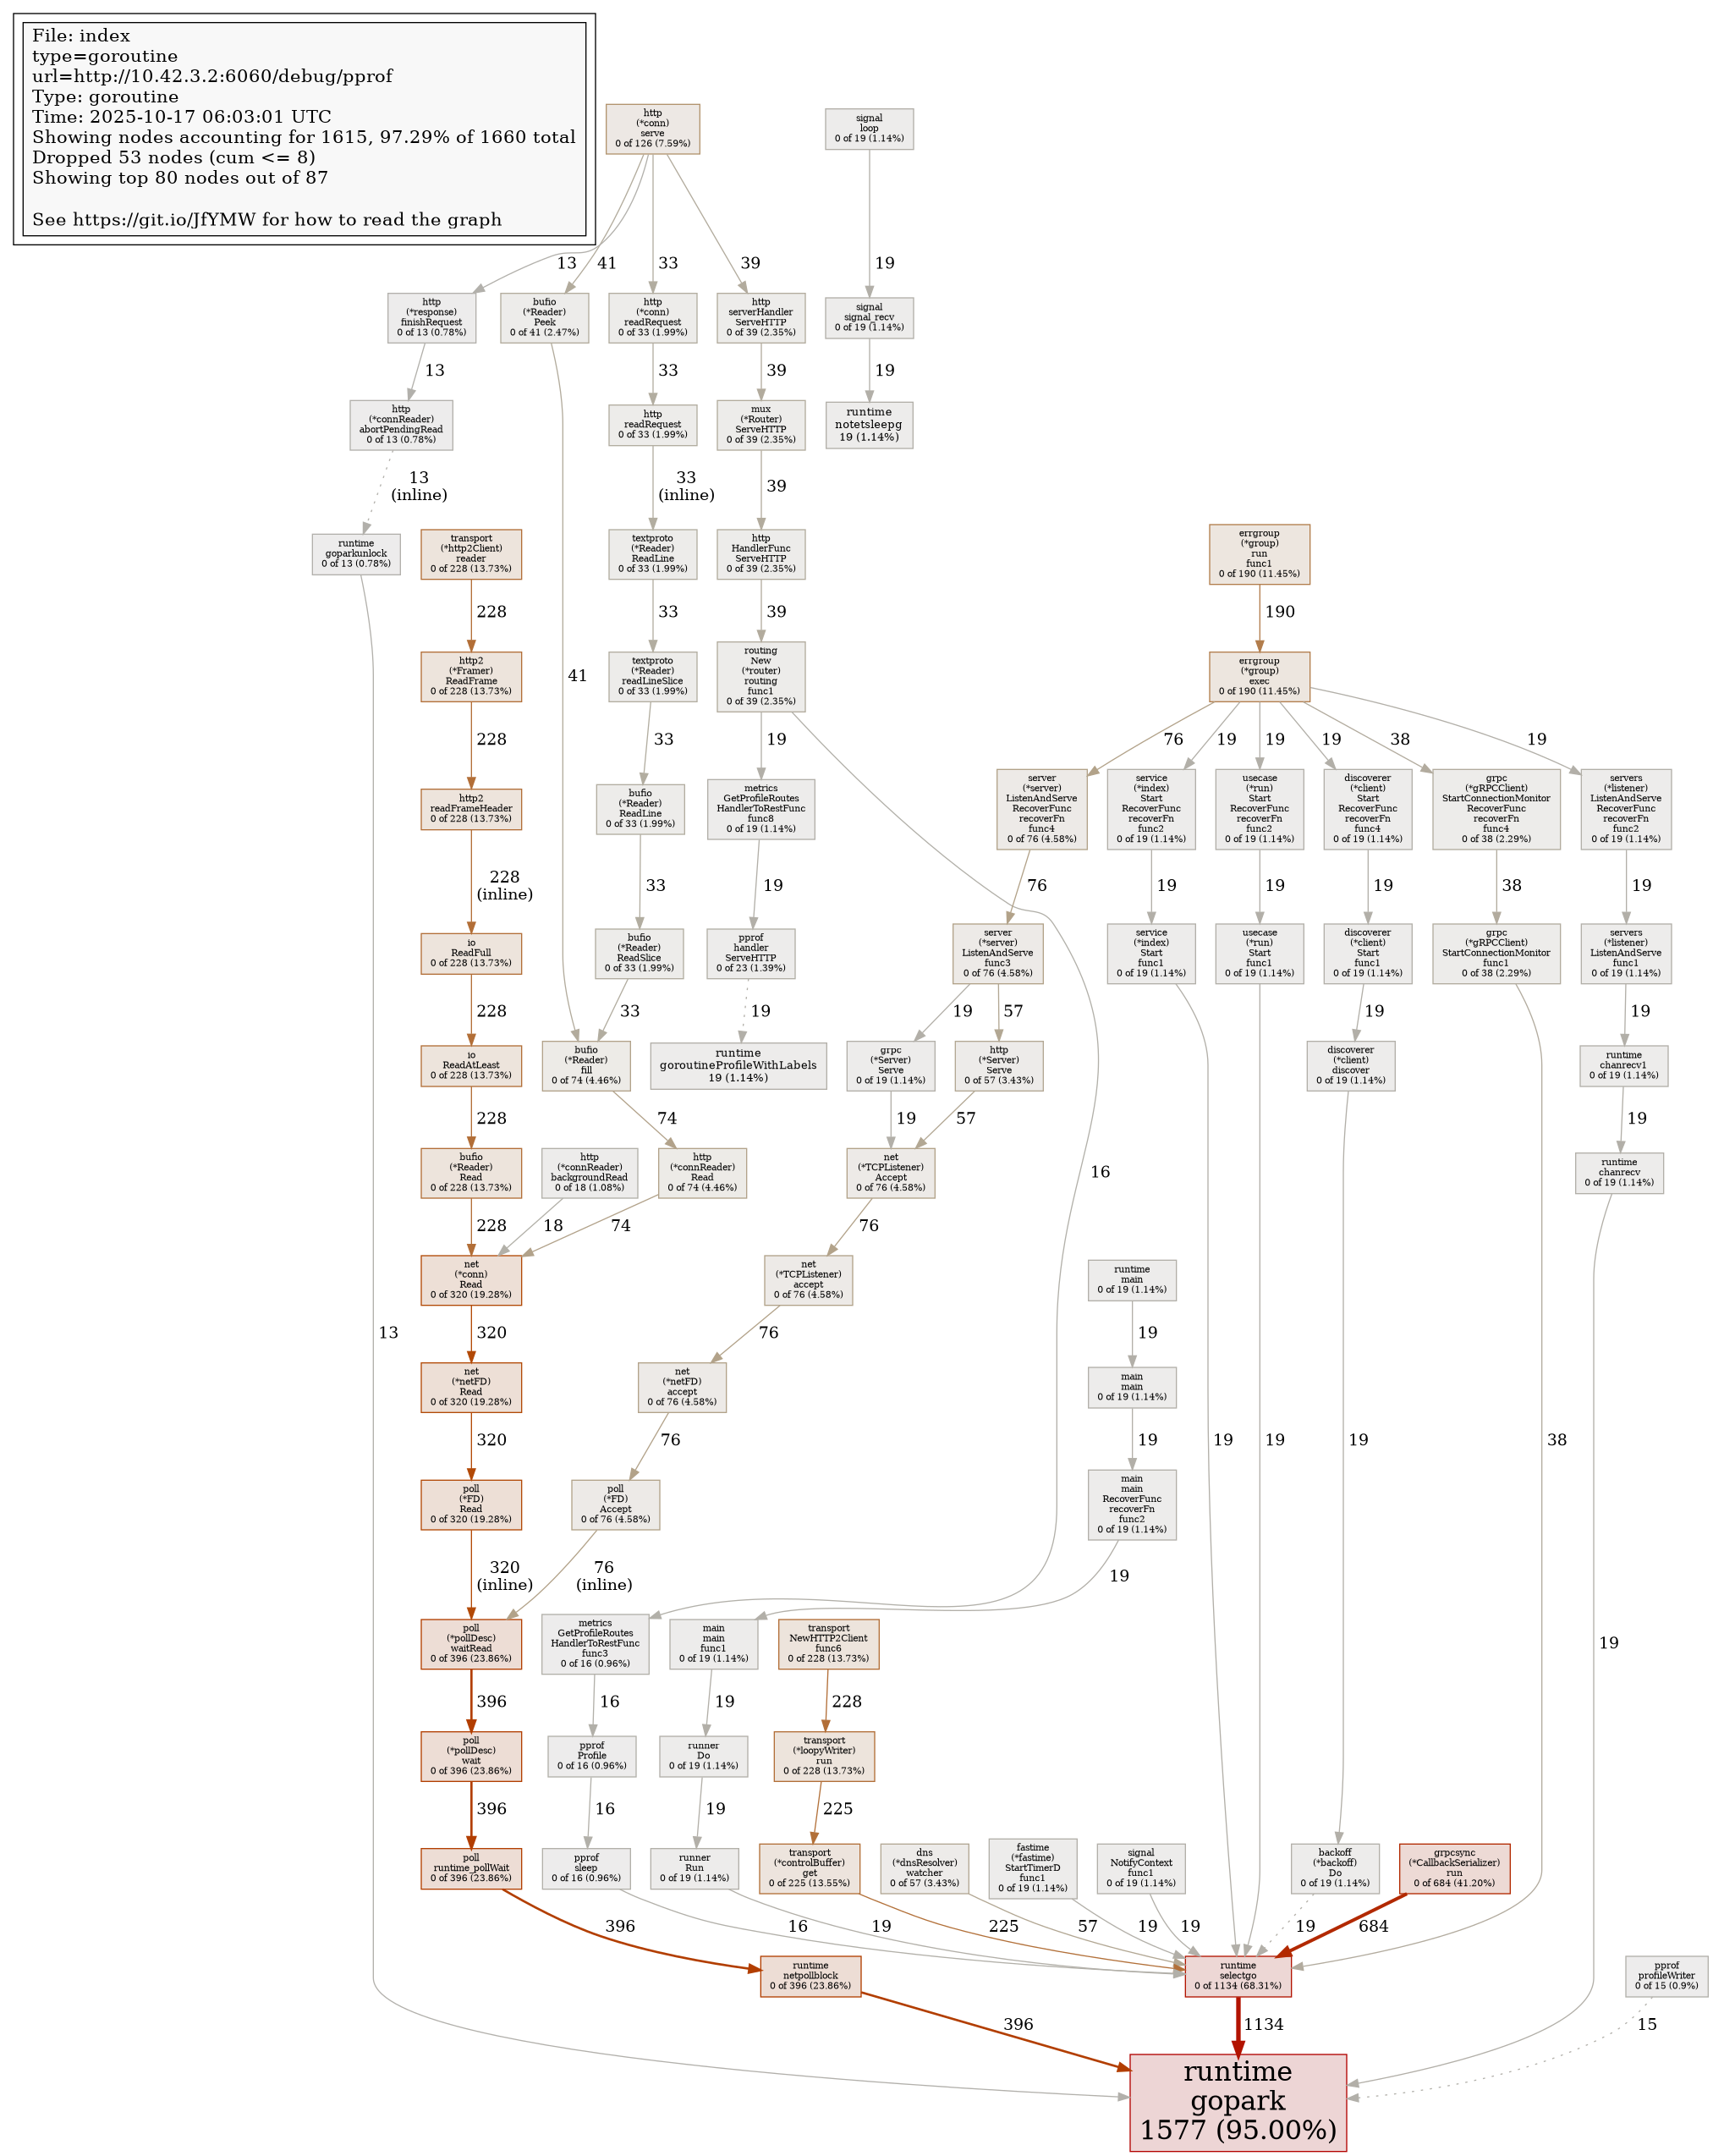 File: index
type=goroutine
url=http://10.42.3.2:6060/debug/pprof
Type: goroutine
Time: 2025-10-17 06:03:01 UTC
Showing nodes accounting for 1615, 97.29% of 1660 total
Dropped 53 nodes (cum <= 8)
Showing top 80 nodes out of 87
See https://git.io/JfYMW for how to read the graph
http
(*conn)
serve
0 of 126 (7.59%)
signal
loop
0 of 19 (1.14%)
13
41
33
39
19
http
(*response)
finishRequest
0 of 13 (0.78%)
bufio
(*Reader)
Peek
0 of 41 (2.47%)
http
(*conn)
readRequest
0 of 33 (1.99%)
http
serverHandler
ServeHTTP
0 of 39 (2.35%)
signal
signal_recv
0 of 19 (1.14%)
13
33
39
19
http
(*connReader)
abortPendingRead
0 of 13 (0.78%)
http
readRequest
0 of 33 (1.99%)
mux
(*Router)
ServeHTTP
0 of 39 (2.35%)
runtime
notetsleepg
19 (1.14%)
13
(inline)
33
(inline)
39
runtime
goparkunlock
0 of 13 (0.78%)
transport
(*http2Client)
reader
0 of 228 (13.73%)
textproto
(*Reader)
ReadLine
0 of 33 (1.99%)
http
HandlerFunc
ServeHTTP
0 of 39 (2.35%)
errgroup
(*group)
run
func1
0 of 190 (11.45%)
228
33
39
190
http2
(*Framer)
ReadFrame
0 of 228 (13.73%)
41
textproto
(*Reader)
readLineSlice
0 of 33 (1.99%)
routing
New
(*router)
routing
func1
0 of 39 (2.35%)
errgroup
(*group)
exec
0 of 190 (11.45%)
228
33
19
76
19
19
19
38
19
http2
readFrameHeader
0 of 228 (13.73%)
bufio
(*Reader)
ReadLine
0 of 33 (1.99%)
metrics
GetProfileRoutes
HandlerToRestFunc
func8
0 of 19 (1.14%)
server
(*server)
ListenAndServe
RecoverFunc
recoverFn
func4
0 of 76 (4.58%)
service
(*index)
Start
RecoverFunc
recoverFn
func2
0 of 19 (1.14%)
usecase
(*run)
Start
RecoverFunc
recoverFn
func2
0 of 19 (1.14%)
discoverer
(*client)
Start
RecoverFunc
recoverFn
func4
0 of 19 (1.14%)
grpc
(*gRPCClient)
StartConnectionMonitor
RecoverFunc
recoverFn
func4
0 of 38 (2.29%)
servers
(*listener)
ListenAndServe
RecoverFunc
recoverFn
func2
0 of 19 (1.14%)
228
(inline)
33
19
76
19
19
19
38
19
io
ReadFull
0 of 228 (13.73%)
bufio
(*Reader)
ReadSlice
0 of 33 (1.99%)
pprof
handler
ServeHTTP
0 of 23 (1.39%)
server
(*server)
ListenAndServe
func3
0 of 76 (4.58%)
service
(*index)
Start
func1
0 of 19 (1.14%)
usecase
(*run)
Start
func1
0 of 19 (1.14%)
discoverer
(*client)
Start
func1
0 of 19 (1.14%)
grpc
(*gRPCClient)
StartConnectionMonitor
func1
0 of 38 (2.29%)
servers
(*listener)
ListenAndServe
func1
0 of 19 (1.14%)
228
33
19
19
57
19
19
io
ReadAtLeast
0 of 228 (13.73%)
bufio
(*Reader)
fill
0 of 74 (4.46%)
runtime
goroutineProfileWithLabels
19 (1.14%)
grpc
(*Server)
Serve
0 of 19 (1.14%)
http
(*Server)
Serve
0 of 57 (3.43%)
discoverer
(*client)
discover
0 of 19 (1.14%)
runtime
chanrecv1
0 of 19 (1.14%)
228
74
19
57
19
bufio
(*Reader)
Read
0 of 228 (13.73%)
http
(*connReader)
backgroundRead
0 of 18 (1.08%)
http
(*connReader)
Read
0 of 74 (4.46%)
net
(*TCPListener)
Accept
0 of 76 (4.58%)
16
runtime
chanrecv
0 of 19 (1.14%)
228
18
74
76
net
(*conn)
Read
0 of 320 (19.28%)
net
(*TCPListener)
accept
0 of 76 (4.58%)
runtime
main
0 of 19 (1.14%)
13
320
76
19
net
(*netFD)
Read
0 of 320 (19.28%)
net
(*netFD)
accept
0 of 76 (4.58%)
main
main
0 of 19 (1.14%)
320
76
19
19
19
19
38
poll
(*FD)
Read
0 of 320 (19.28%)
poll
(*FD)
Accept
0 of 76 (4.58%)
main
main
RecoverFunc
recoverFn
func2
0 of 19 (1.14%)
320
(inline)
76
(inline)
19
poll
(*pollDesc)
waitRead
0 of 396 (23.86%)
metrics
GetProfileRoutes
HandlerToRestFunc
func3
0 of 16 (0.96%)
main
main
func1
0 of 19 (1.14%)
transport
NewHTTP2Client
func6
0 of 228 (13.73%)
19
396
16
19
228
poll
(*pollDesc)
wait
0 of 396 (23.86%)
pprof
Profile
0 of 16 (0.96%)
runner
Do
0 of 19 (1.14%)
transport
(*loopyWriter)
run
0 of 228 (13.73%)
396
16
19
225
poll
runtime_pollWait
0 of 396 (23.86%)
pprof
sleep
0 of 16 (0.96%)
runner
Run
0 of 19 (1.14%)
transport
(*controlBuffer)
get
0 of 225 (13.55%)
dns
(*dnsResolver)
watcher
0 of 57 (3.43%)
fastime
(*fastime)
StartTimerD
func1
0 of 19 (1.14%)
signal
NotifyContext
func1
0 of 19 (1.14%)
backoff
(*backoff)
Do
0 of 19 (1.14%)
grpcsync
(*CallbackSerializer)
run
0 of 684 (41.20%)
396
16
19
225
57
19
19
19
684
runtime
netpollblock
0 of 396 (23.86%)
runtime
selectgo
0 of 1134 (68.31%)
pprof
profileWriter
0 of 15 (0.9%)
396
1134
15
runtime
gopark
1577 (95.00%)